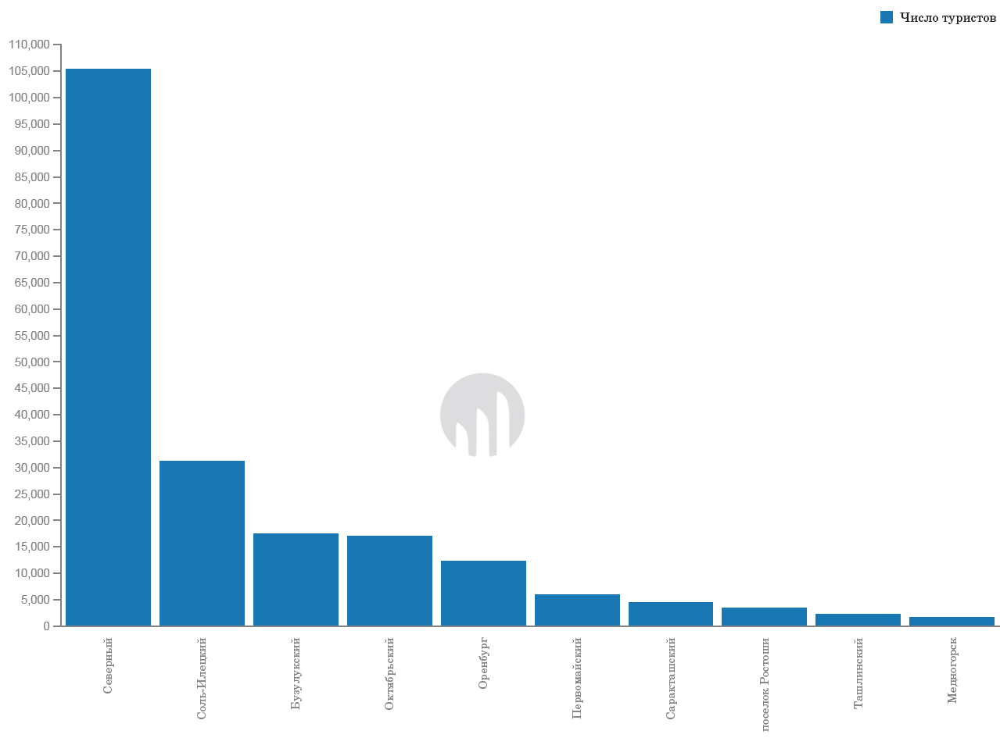 Число туристов
110,000
105,000
100,000
95,000
90,000
85,000
80,000
75,000
70,000
65,000
60,000
55,000
50,000
45,000
40,000
35,000
30,000
25,000
20,000
15,000
10,000
5,000
0
Северный
Соль-Илецкий
Бузулукский
Октябрьский
Оренбург
Первомайский
Саракташский
поселок Ростоши
Ташлинский
Медногорск